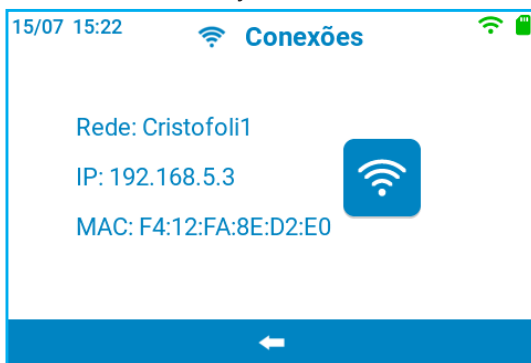 15/07 15:22
Conexões
Rede: Cristofoli1
IP: 192.168.5.3
MAC: F4:12:FA:8E:D2:E0